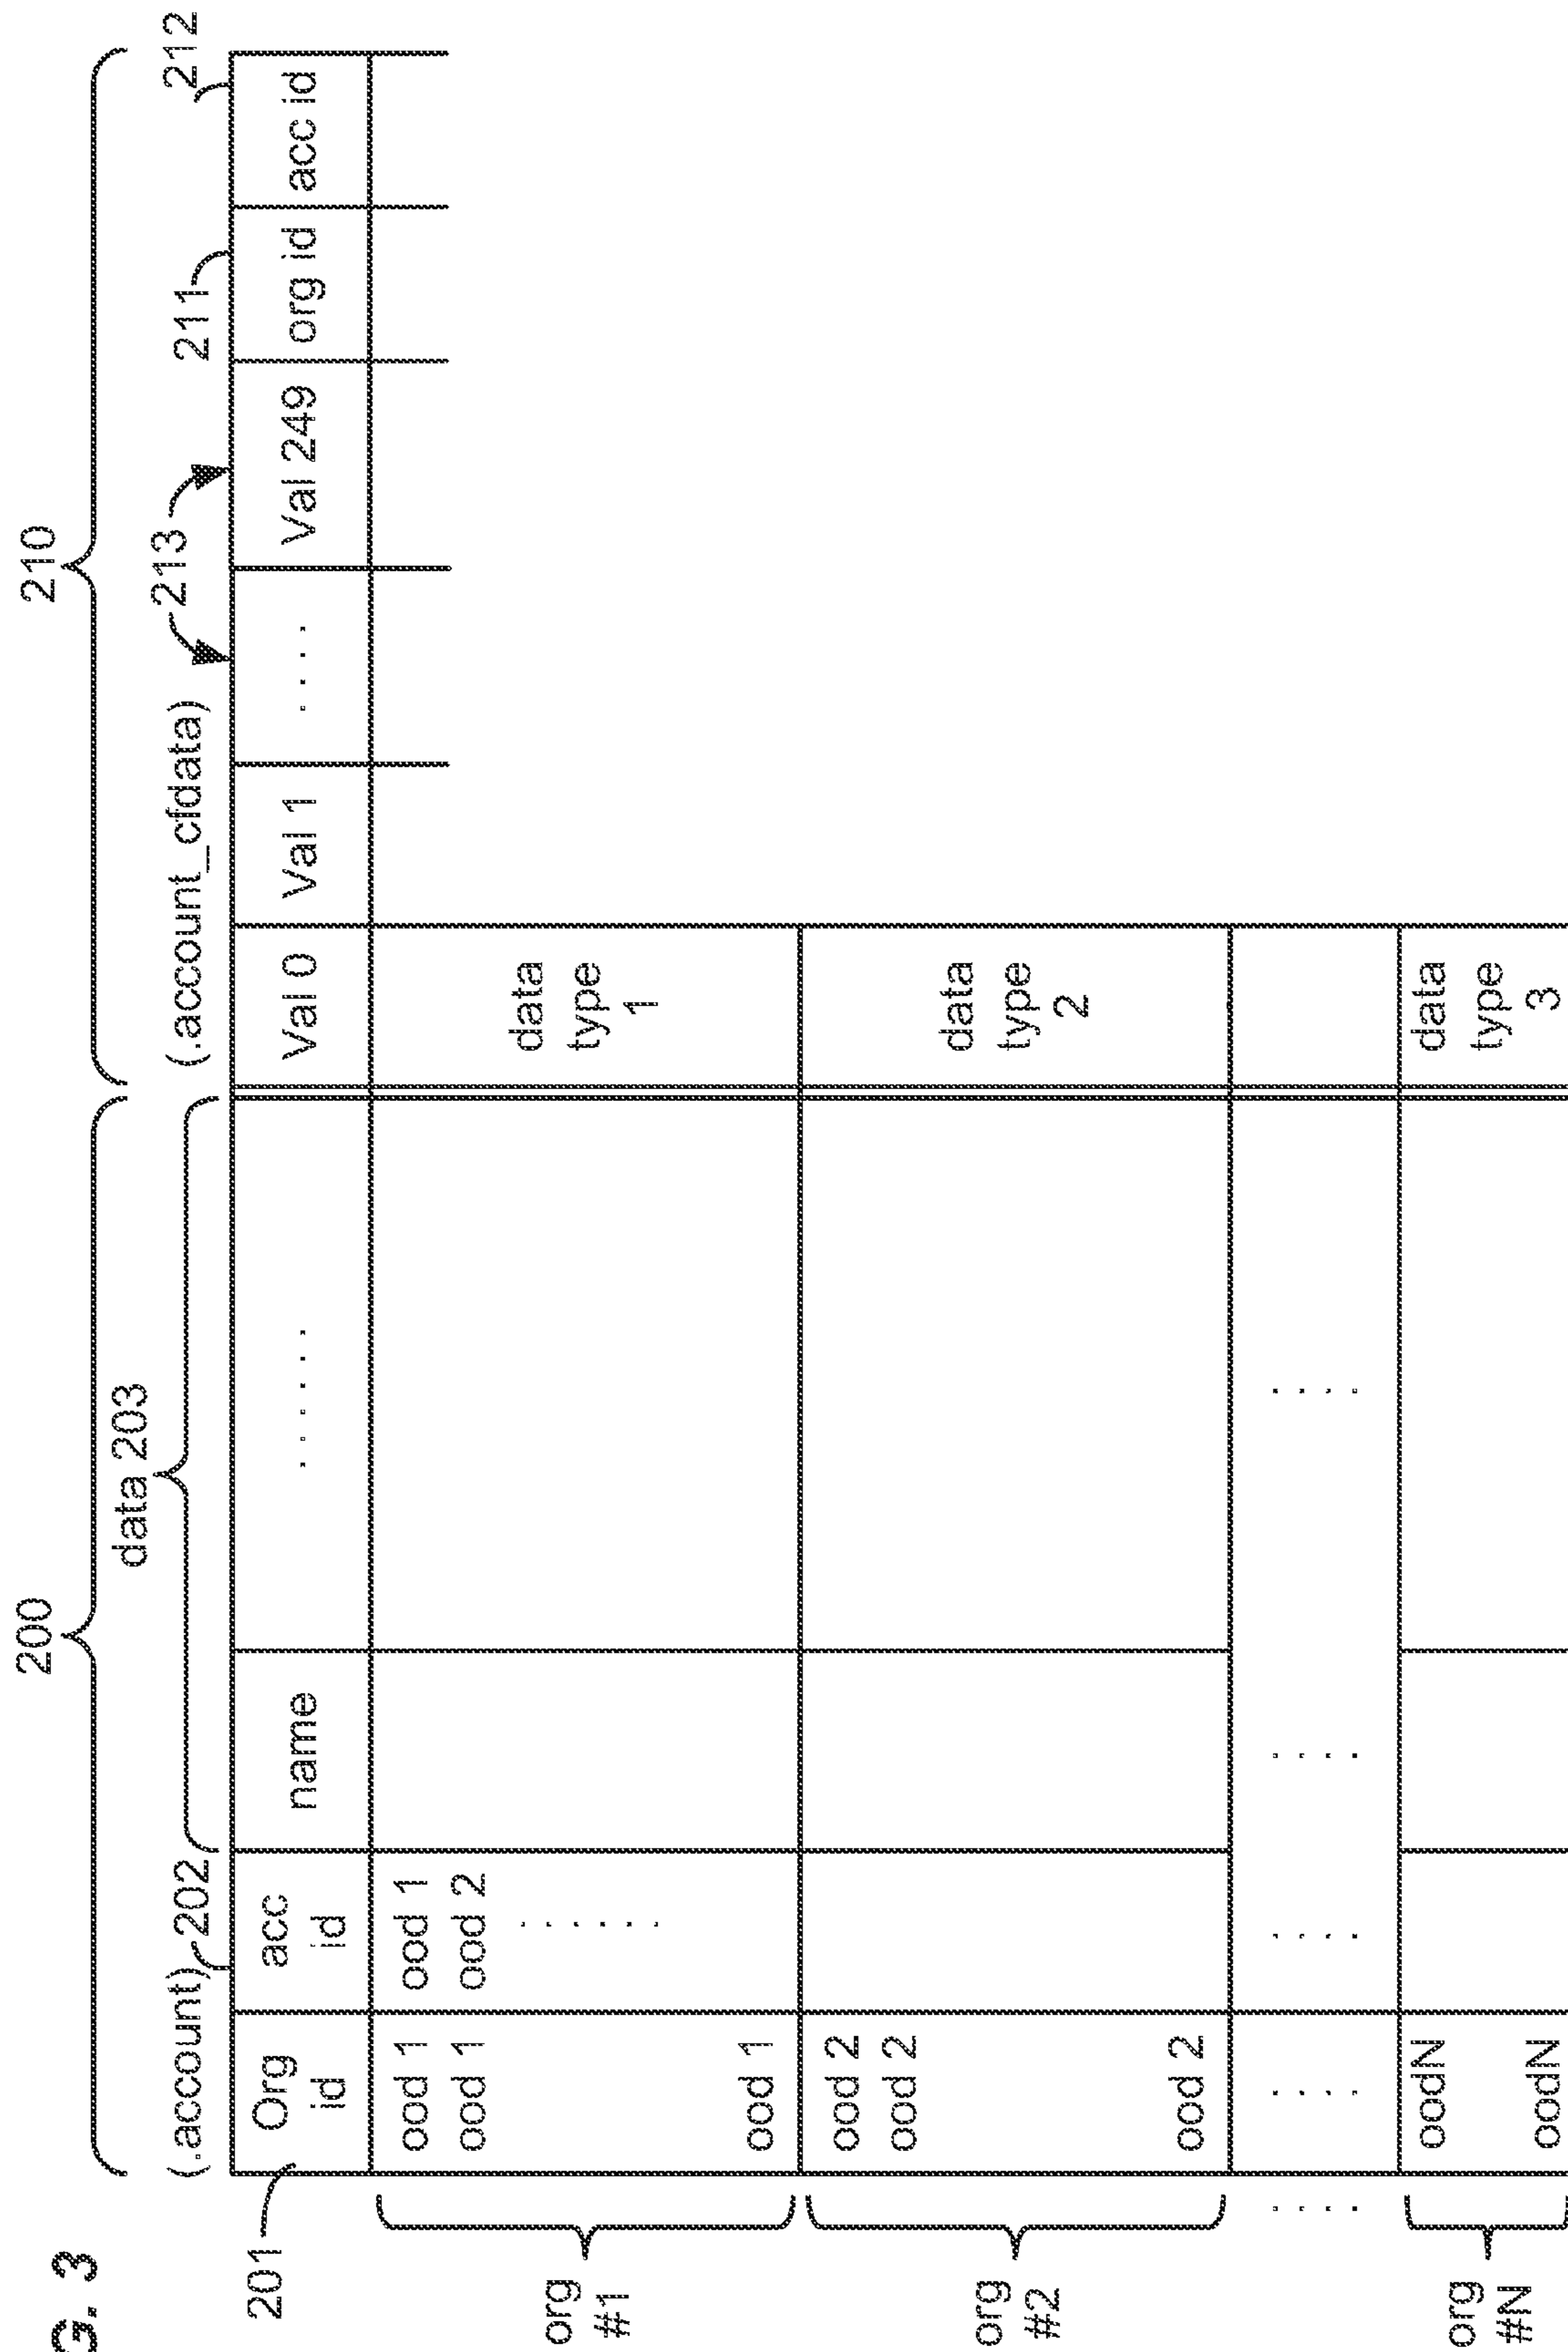 G. 3
200
210
data 203
(.account)
202
(.account_cfdata)
213
211
212
201
Org id
acc id
name
. . . . . .
Val 0
Val 1
. . . .
Val 249
org id
acc id
org #1
ood 1
ood 1
ood 1
ood 1
ood 2
. . . . . .
data type 1
org #2
ood 2
ood 2
ood 2
data type 2
. . . .
. . . .
. . . .
. . . .
. . . .
org #N
oodN
oodN
data type 3